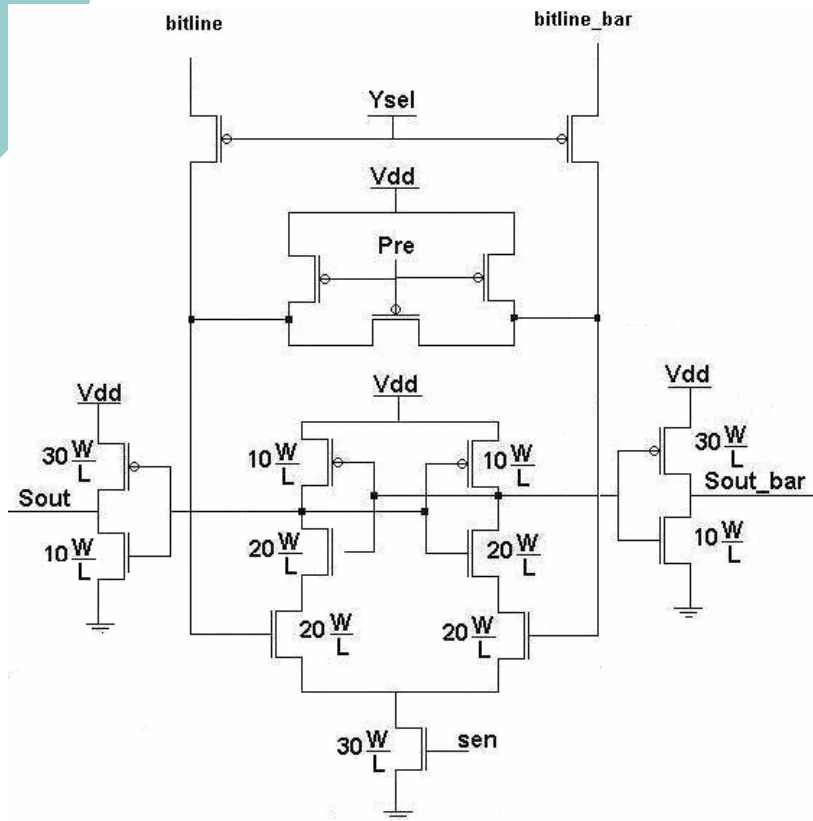 bitline
bitline_bar
Ysel
Vdd
Pre
Vdd
Vdd
Vdd
30 W/L
10 W/L
10 W/L
30 W/L
Sout
Sout_bar
10 W/L
20 W/L
20 W/L
10 W/L
20 W/L
20 W/L
30 W/L
sen